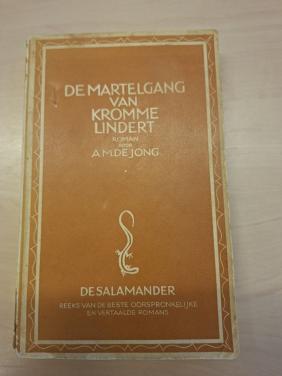 DE MARTELGANG
VAN
KROMME
LINDERT
ROMAN
DOOR
A.M. DE JONG
DE SALAMANDER
REEKS VAN DE BESTE OORSPRONKELIJKE
EN VERTAALDE ROMANS